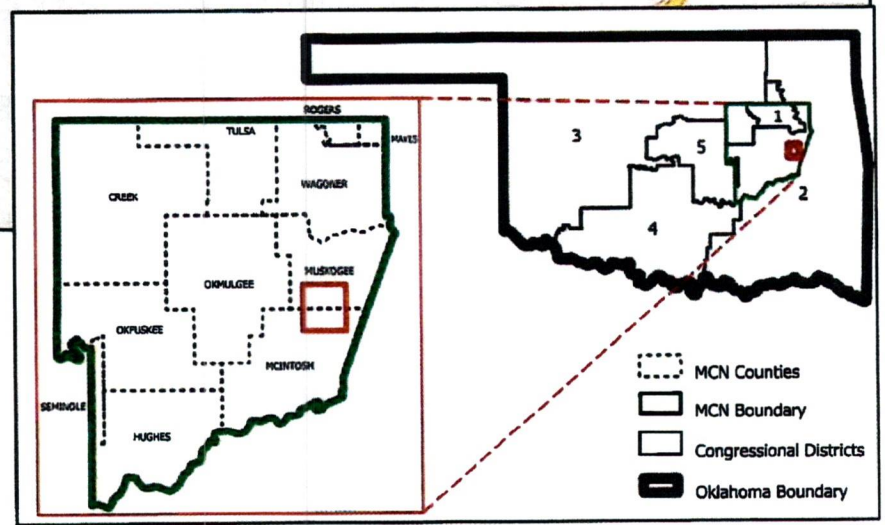 ROGERS
TULSA
MAYES
CREEK
WAGONER
MUSKOGEE
OKMULGEE
OKFUSKEE
MCINTOSH
SEMINOLE
HUGHES
1
3
5
2
4
MCN Counties
MCN Boundary
Congressional Districts
Oklahoma Boundary